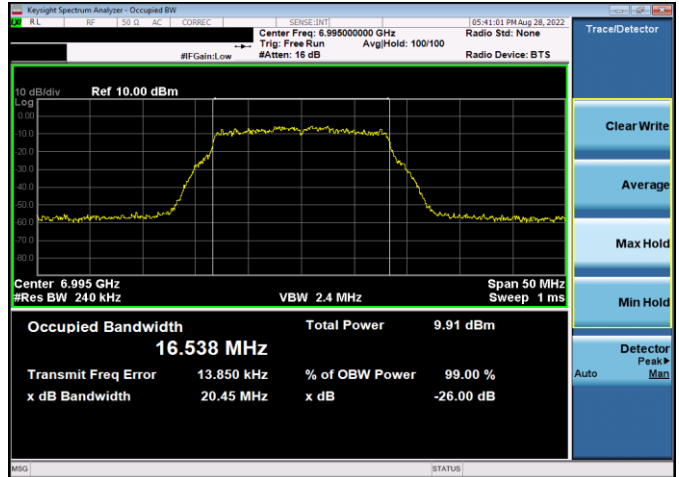 Keysight Spectrum Analyzer - Occupied BW
RL RF 50 Ω AC CORREC SENSE:INT 05:41:01 PM Aug 28, 2022
Center Freq: 6.995000000 GHz Radio Std: None
Trig: Free Run Avg|Hold: 100/100
#IFGain:Low #Atten: 16 dB Radio Device: BTS
10 dB/div Ref 10.00 dBm
Log
0.00
-10.0
-20.0
-30.0
-40.0
-50.0
-60.0
-70.0
-80.0
Center 6.995 GHz Span 50 MHz
#Res BW 240 kHz VBW 2.4 MHz Sweep 1 ms
Occupied Bandwidth Total Power 9.91 dBm
16.538 MHz
Transmit Freq Error 13.850 kHz % of OBW Power 99.00 %
x dB Bandwidth 20.45 MHz x dB -26.00 dB
Trace/Detector
Clear Write
Average
Max Hold
Min Hold
Detector
Peak▶
Auto Man
MSG STATUS